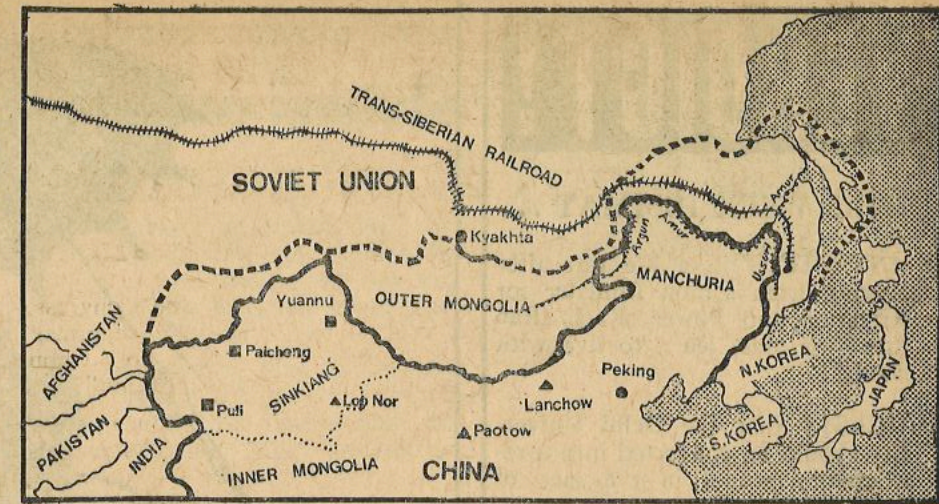 TRANS-SIBERIAN RAILROAD
SOVIET UNION
Amur
Kyakhta
Argun
Amur
Ussuri
MANCHURIA
OUTER MONGOLIA
Yuannu
AFGHANISTAN
Paicheng
SINKIANG
Peking
N.KOREA
JAPAN
Puli
Lop Nor
Lanchow
PAKISTAN
INDIA
Paotow
S.KOREA
INNER MONGOLIA
CHINA